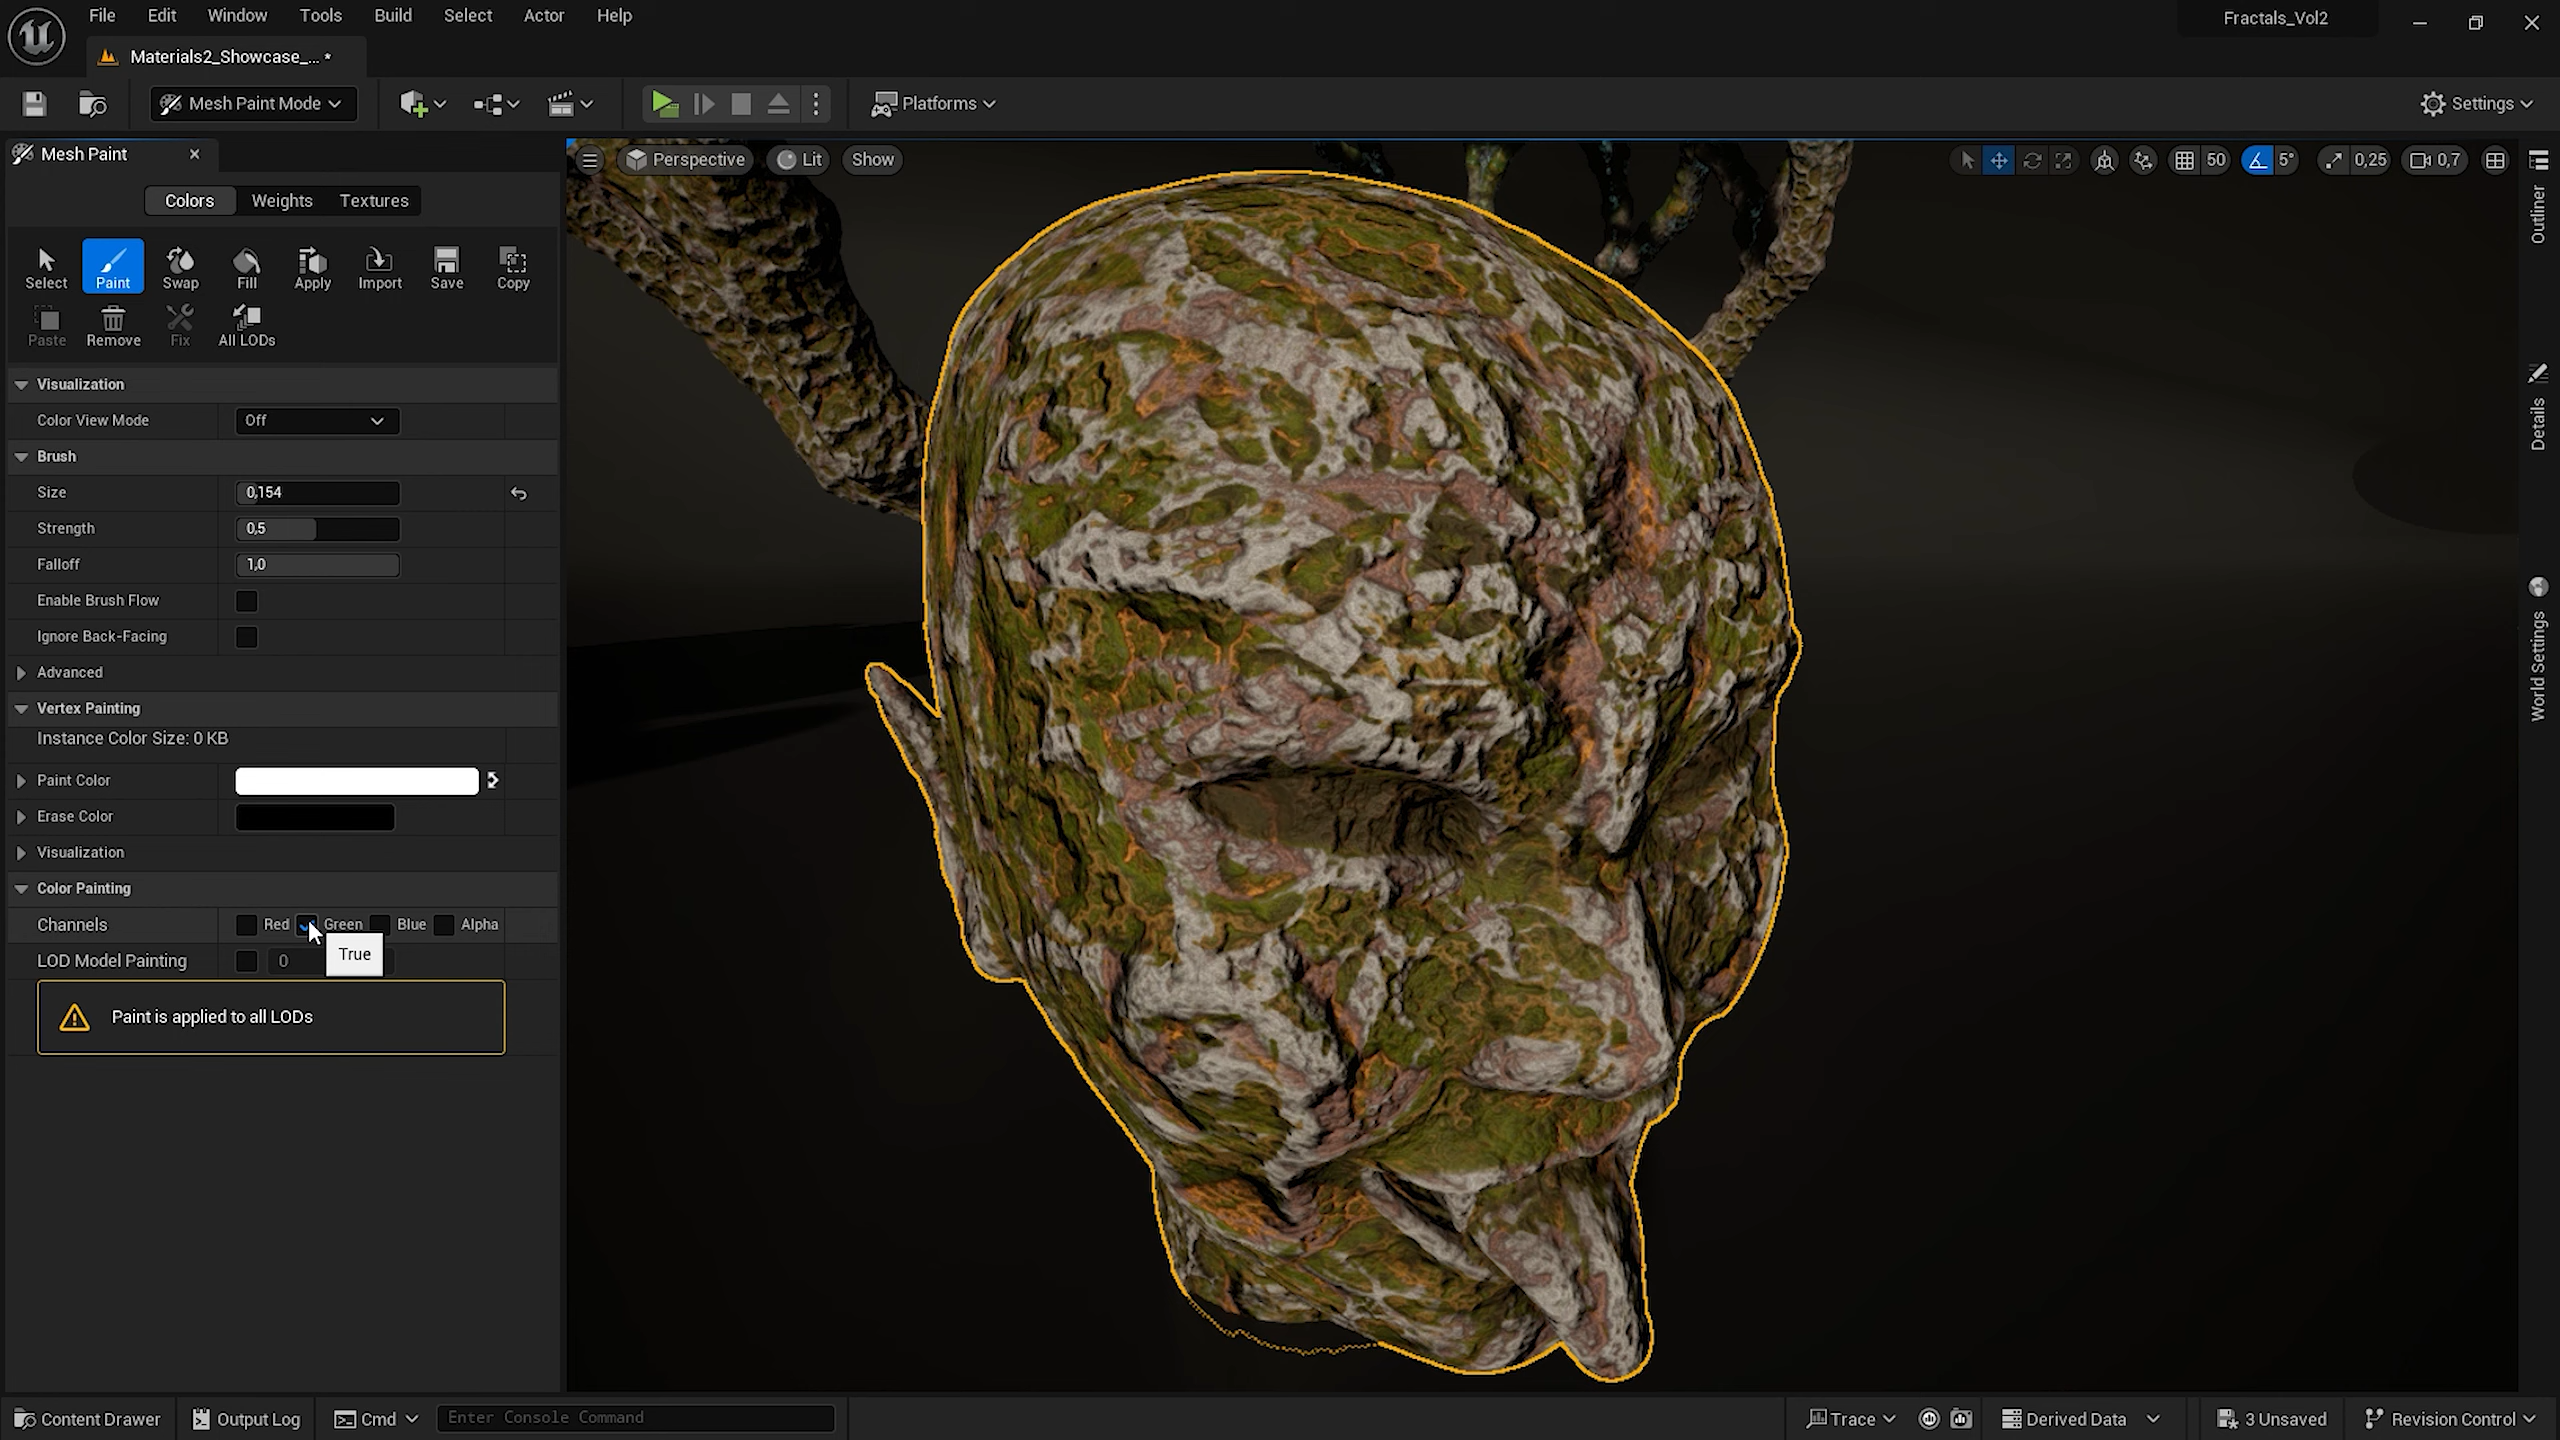 File Edit Window Tools Build Select Actor Help
Fractals_Vol2
Materials2_Showcase_... *
Mesh Paint Mode
Platforms
Settings
Mesh Paint
Perspective Lit Show
50 5° 0,25 0,7
Colors Weights Textures
Select Paint Swap Fill Apply Import Save Copy
Paste Remove Fix All LODs
Visualization
Color View Mode Off
Brush
Size 0,154
Strength 0,5
Falloff 1,0
Enable Brush Flow
Ignore Back-Facing
Advanced
Vertex Painting
Instance Color Size: 0 KB
Paint Color
Erase Color
Visualization
Color Painting
Channels Red Green Blue Alpha
LOD Model Painting 0
True
Paint is applied to all LODs
Outliner
Details
World Settings
Content Drawer Output Log Cmd Enter Console Command
Trace Derived Data 3 Unsaved Revision Control